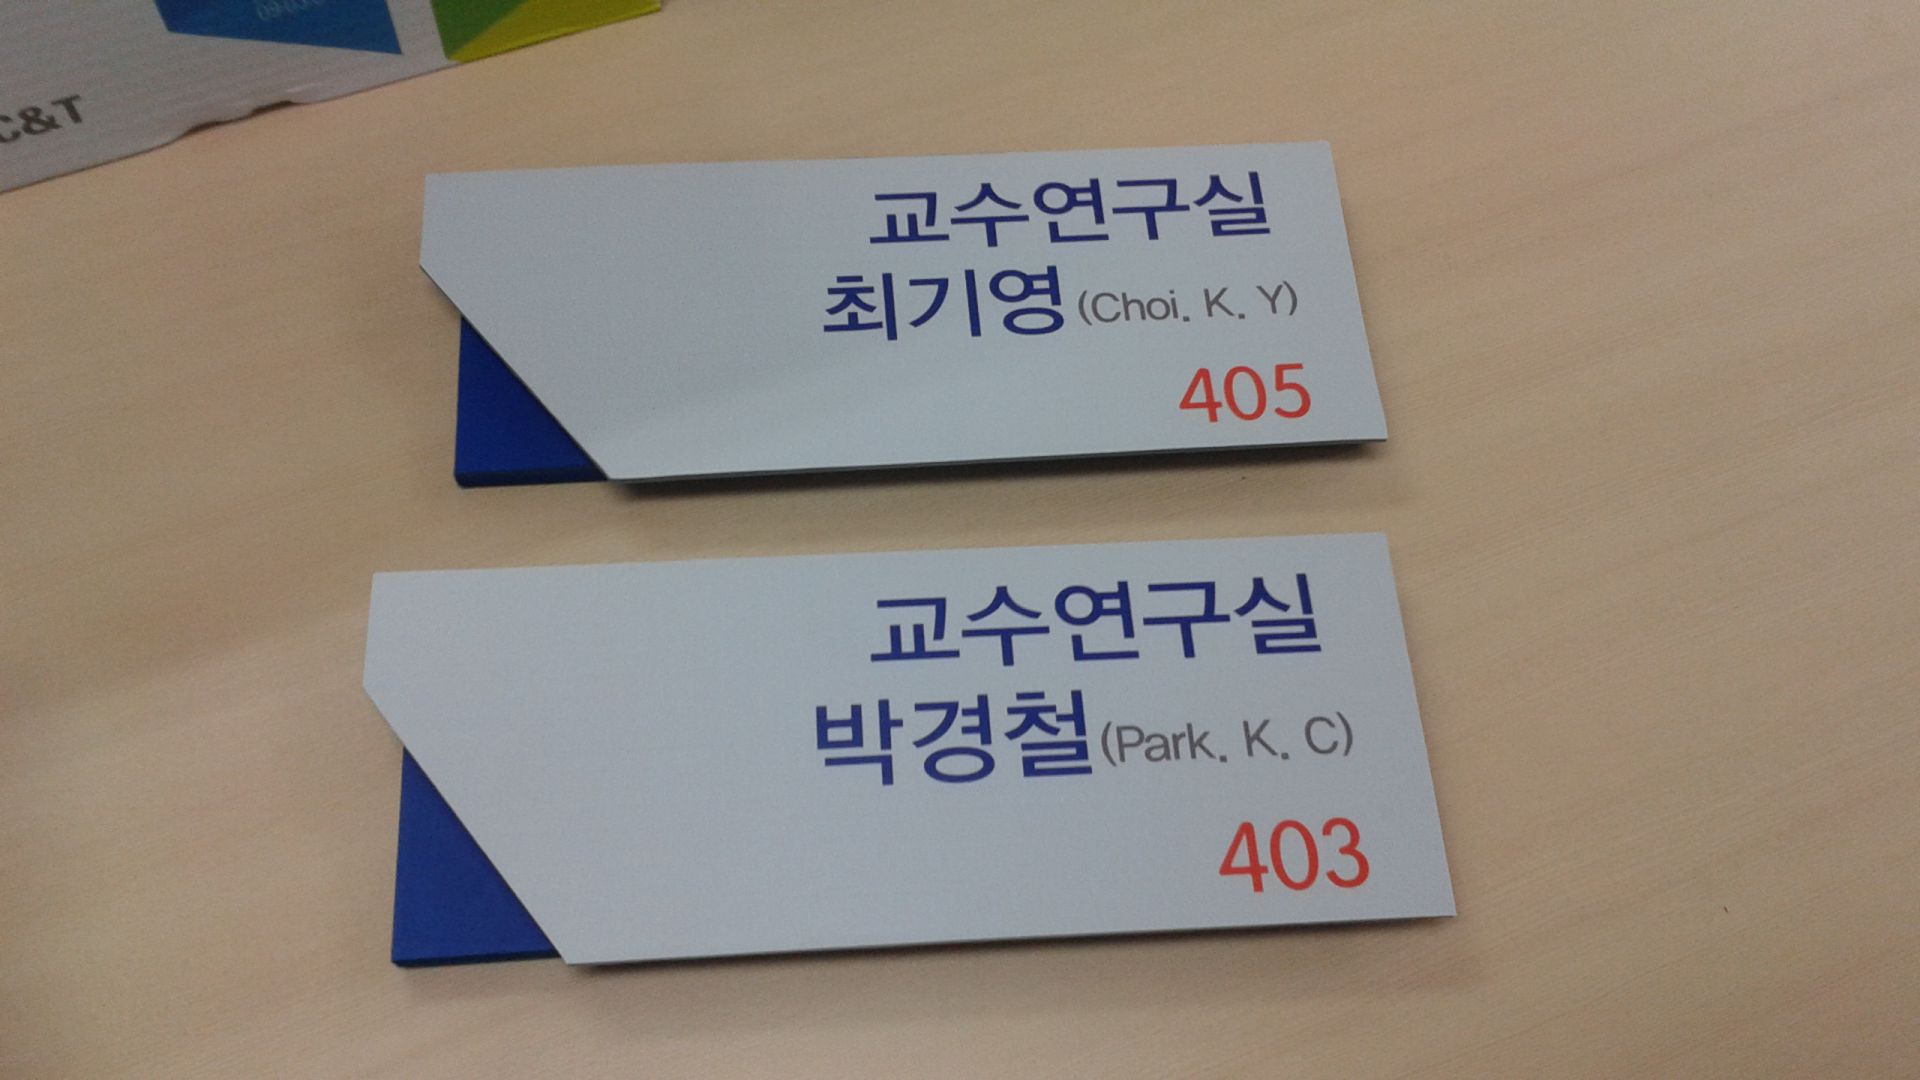 C&T
교수연구실
최기영 (Choi. K. Y)
405
교수연구실
박경철 (Park. K. C)
403